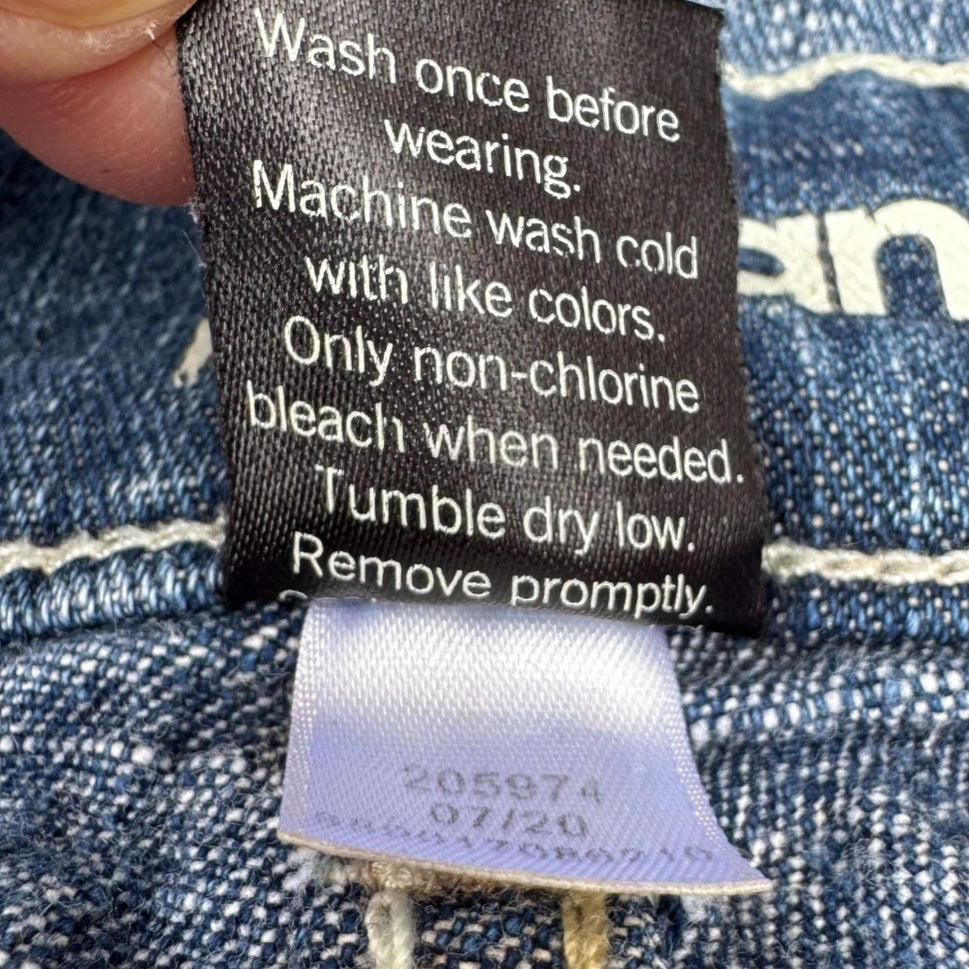 Wash once before
wearing.
Machine wash cold
with like colors.
Only non-chlorine
bleach when needed.
Tumble dry low.
Remove promptly.
an
205974
07/20